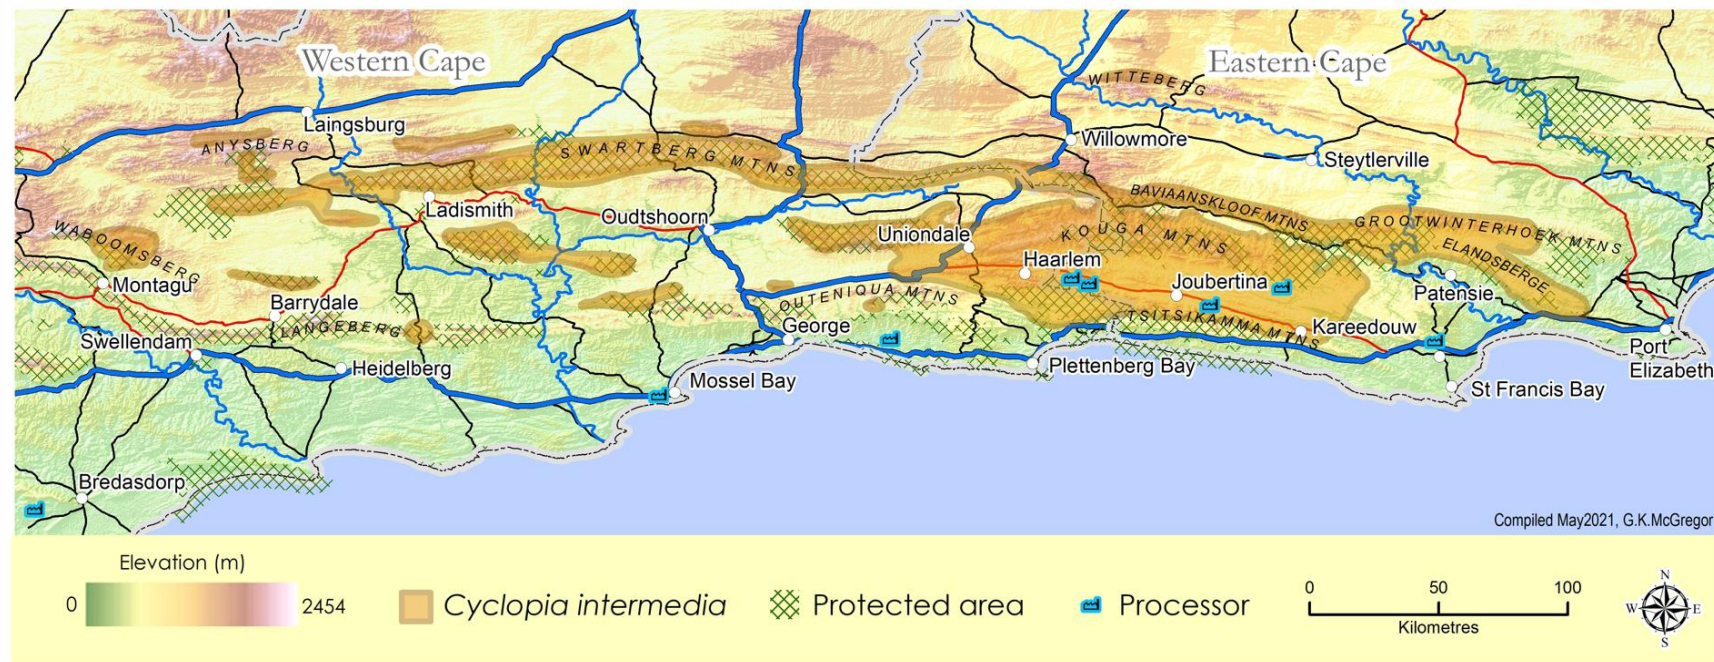 Western Cape
Eastern Cape
WITTEBERG
Laingsburg
ANYSBERG
SWARTBERG MTNS
Willowmore
Steytlerville
Ladismith
Oudtshoorn
BAVIAANSKLOOF MTNS
GROOTWINTERHOEK MTNS
WABOOMSBERG
Uniondale
KOUGA MTNS
ELANDSBERGE
Haarlem
Montagu
Joubertina
Patensie
Barrydale
OUTENIQUA MTNS
TSITSIKAMMA MTNS
LANGEBERG
George
Kareedouw
Swellendam
Port
Elizabeth
Heidelberg
Plettenberg Bay
Mossel Bay
St Francis Bay
Bredasdorp
Compiled May2021, G.K.McGregor
Elevation (m)
0
2454
Cyclopia intermedia
Protected area
Processor
0 50 100
Kilometres
N
W E
S